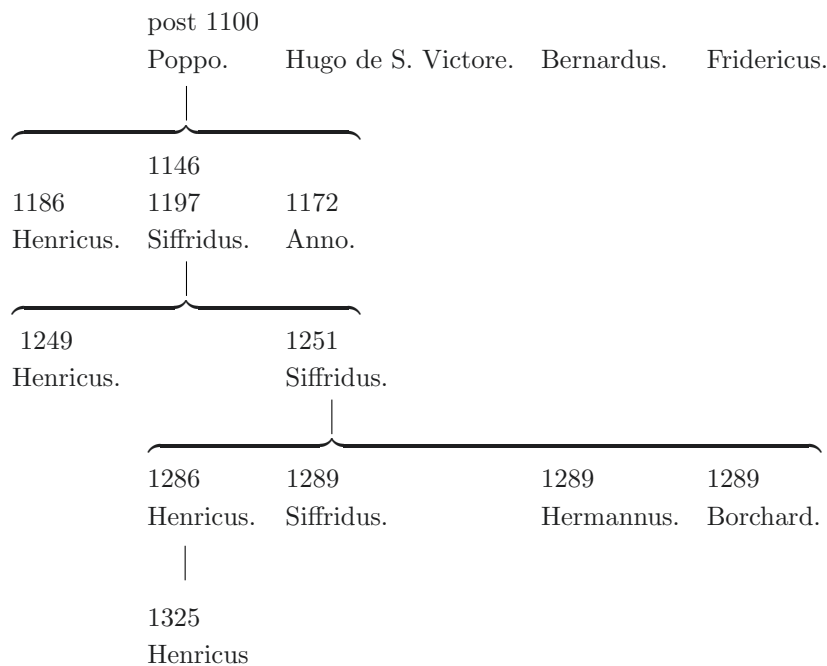 post 1100
Poppo. Hugo de S. Victore. Bernardus. Fridericus.
1146
1186 1197 1172
Henricus. Siffridus. Anno.
1249 1251
Henricus. Siffridus.
1286 1289 1289 1289
Henricus. Siffridus. Hermannus. Borchard.
1325
Henricus